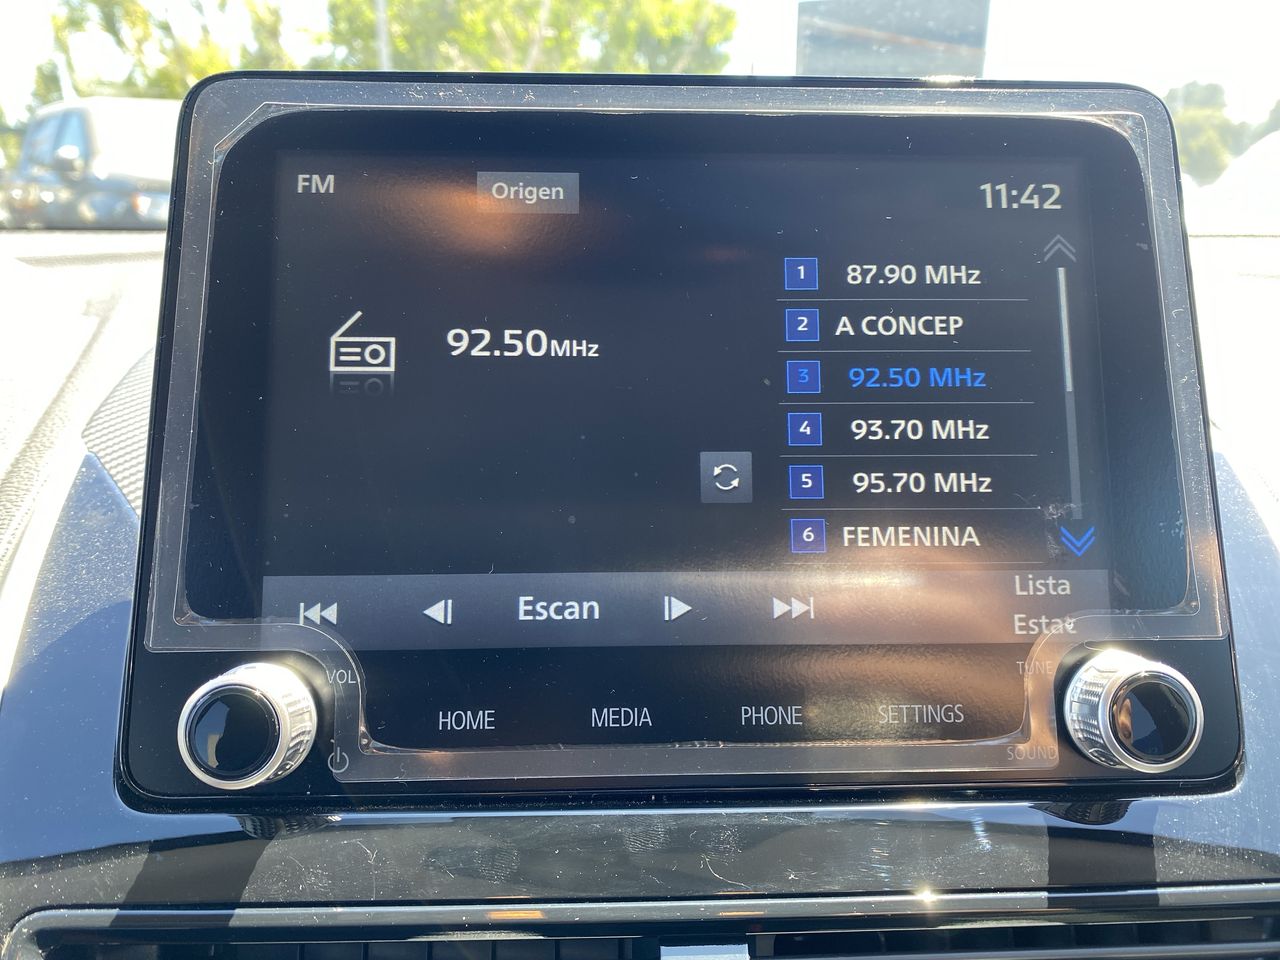 FM
Origen
11:42
92.50MHz
1 87.90 MHz
2 A CONCEP
3 92.50 MHz
4 93.70 MHz
5 95.70 MHz
6 FEMENINA
Escan
Lista
Estac
VOL
TUNE
HOME
MEDIA
PHONE
SETTINGS
SOUND